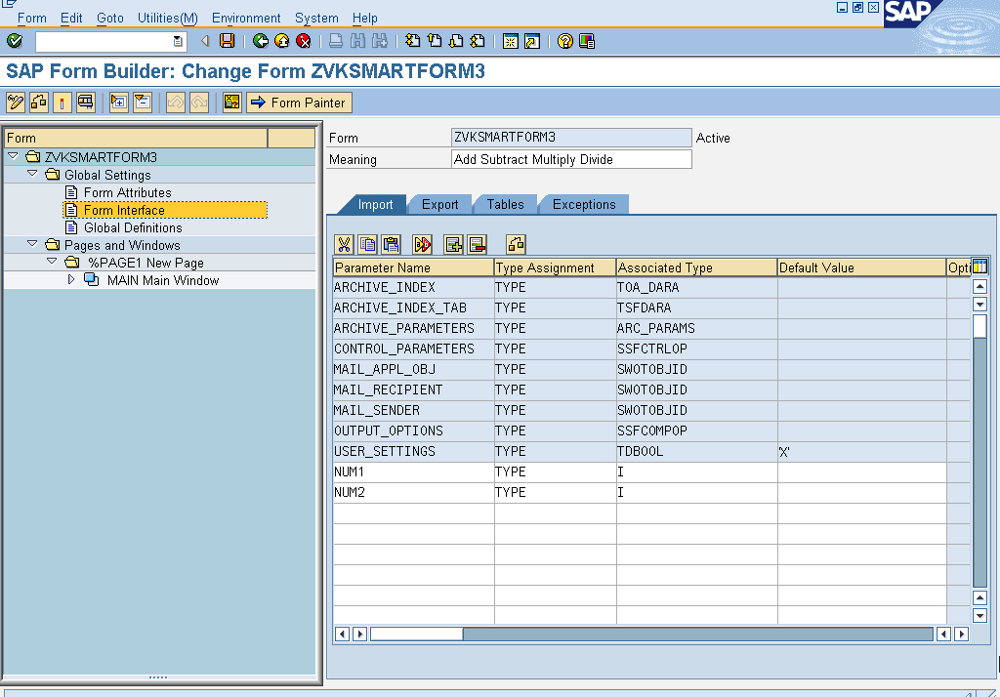 Form Edit Goto Utilities(M) Environment System Help
SAP
SAP Form Builder: Change Form ZVKSMARTFORM3
Form Painter
Form
ZVKSMARTFORM3
Global Settings
Form Attributes
Form Interface
Global Definitions
Pages and Windows
%PAGE1 New Page
MAIN Main Window
Form ZVKSMARTFORM3 Active
Meaning Add Subtract Multiply Divide
Import Export Tables Exceptions
Parameter Name Type Assignment Associated Type Default Value Opti
ARCHIVE_INDEX TYPE TOA_DARA
ARCHIVE_INDEX_TAB TYPE TSFDARA
ARCHIVE_PARAMETERS TYPE ARC_PARAMS
CONTROL_PARAMETERS TYPE SSFCTRLOP
MAIL_APPL_OBJ TYPE SWOTOBJID
MAIL_RECIPIENT TYPE SWOTOBJID
MAIL_SENDER TYPE SWOTOBJID
OUTPUT_OPTIONS TYPE SSFCOMPOP
USER_SETTINGS TYPE TDBOOL 'X'
NUM1 TYPE I
NUM2 TYPE I